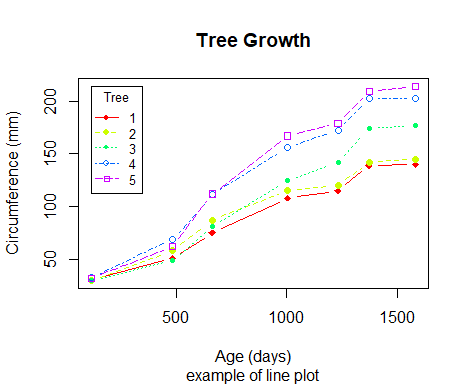 Tree Growth
Circumference (mm)
200
150
100
50
Tree
1
2
3
4
5
500 1000 1500
Age (days)
example of line plot